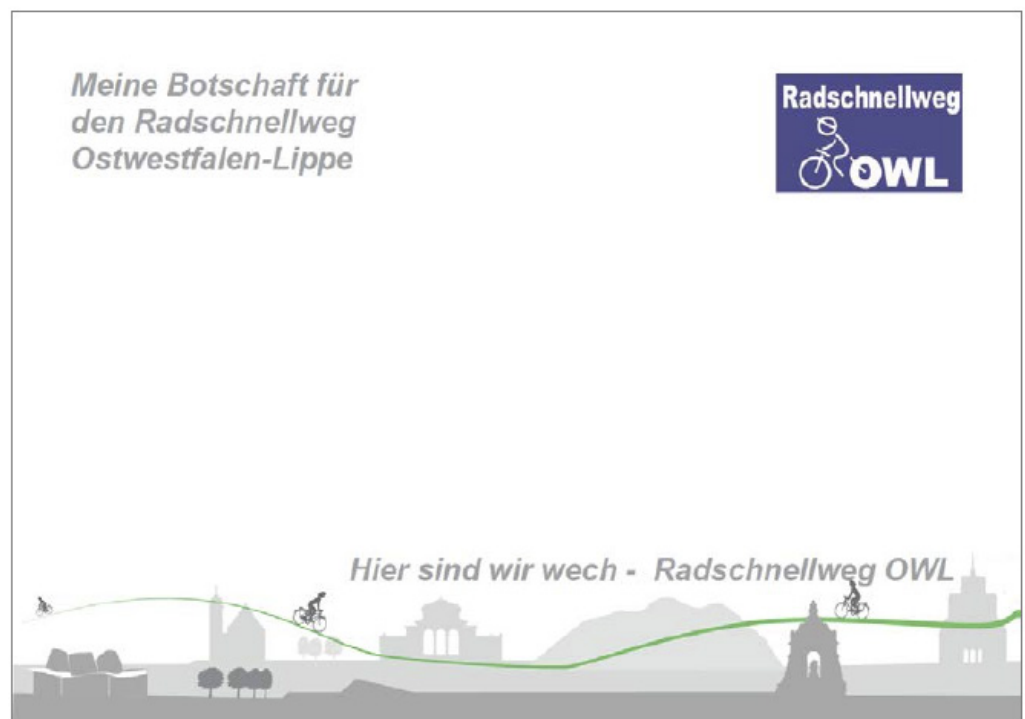 Meine Botschaft für
den Radschnellweg
Ostwestfalen-Lippe
Radschnellweg
OWL
Hier sind wir wech - Radschnellweg OWL